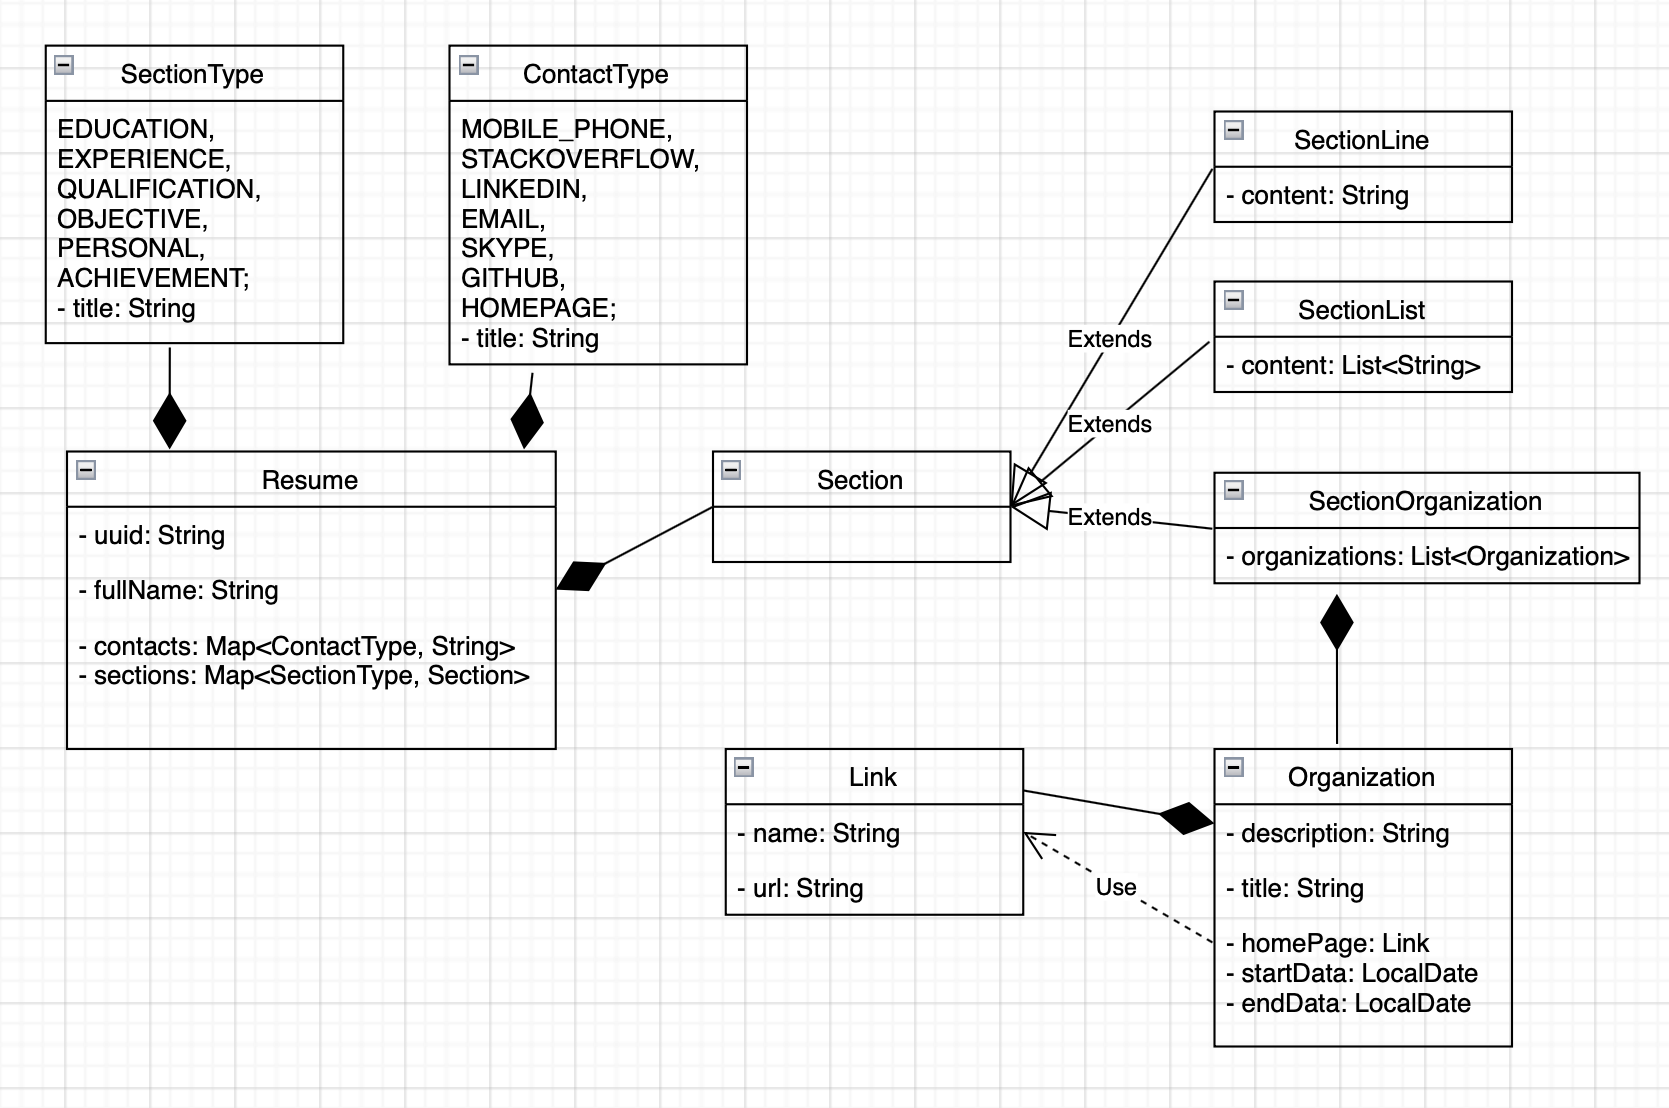 SectionType
EDUCATION,
EXPERIENCE,
QUALIFICATION,
OBJECTIVE,
PERSONAL,
ACHIEVEMENT;
- title: String
ContactType
MOBILE_PHONE,
STACKOVERFLOW,
LINKEDIN,
EMAIL,
SKYPE,
GITHUB,
HOMEPAGE;
- title: String
SectionLine
- content: String
Extends
SectionList
- content: List<String>
Extends
Resume
- uuid: String
- fullName: String
- contacts: Map<ContactType, String>
- sections: Map<SectionType, Section>
Section
Extends
SectionOrganization
- organizations: List<Organization>
Link
- name: String
- url: String
Use
Organization
- description: String
- title: String
- homePage: Link
- startData: LocalDate
- endData: LocalDate